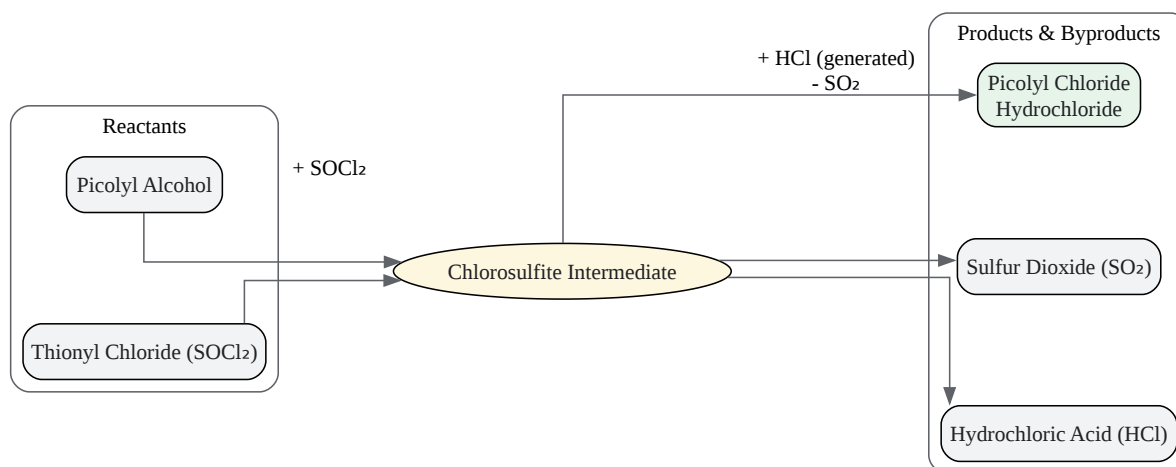 Reactants
Picolyl Alcohol
Thionyl Chloride (SOCl₂)
+ SOCl₂
Chlorosulfite Intermediate
+ HCl (generated)
- SO₂
Products & Byproducts
Picolyl Chloride
Hydrochloride
Sulfur Dioxide (SO₂)
Hydrochloric Acid (HCl)